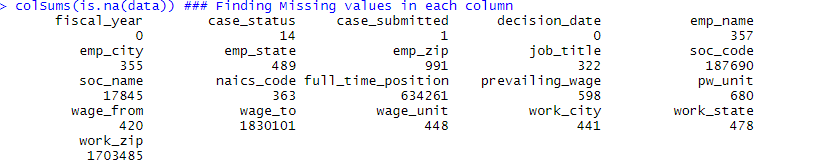 > colSums(is.na(data)) ### Finding Missing values in each column
fiscal_year case_status case_submitted decision_date emp_name
0 14 1 0 357
emp_city emp_state emp_zip job_title soc_code
355 489 991 322 187690
soc_name naics_code full_time_position prevailing_wage pw_unit
17845 363 634261 598 680
wage_from wage_to wage_unit work_city work_state
420 1830101 448 441 478
work_zip
1703485